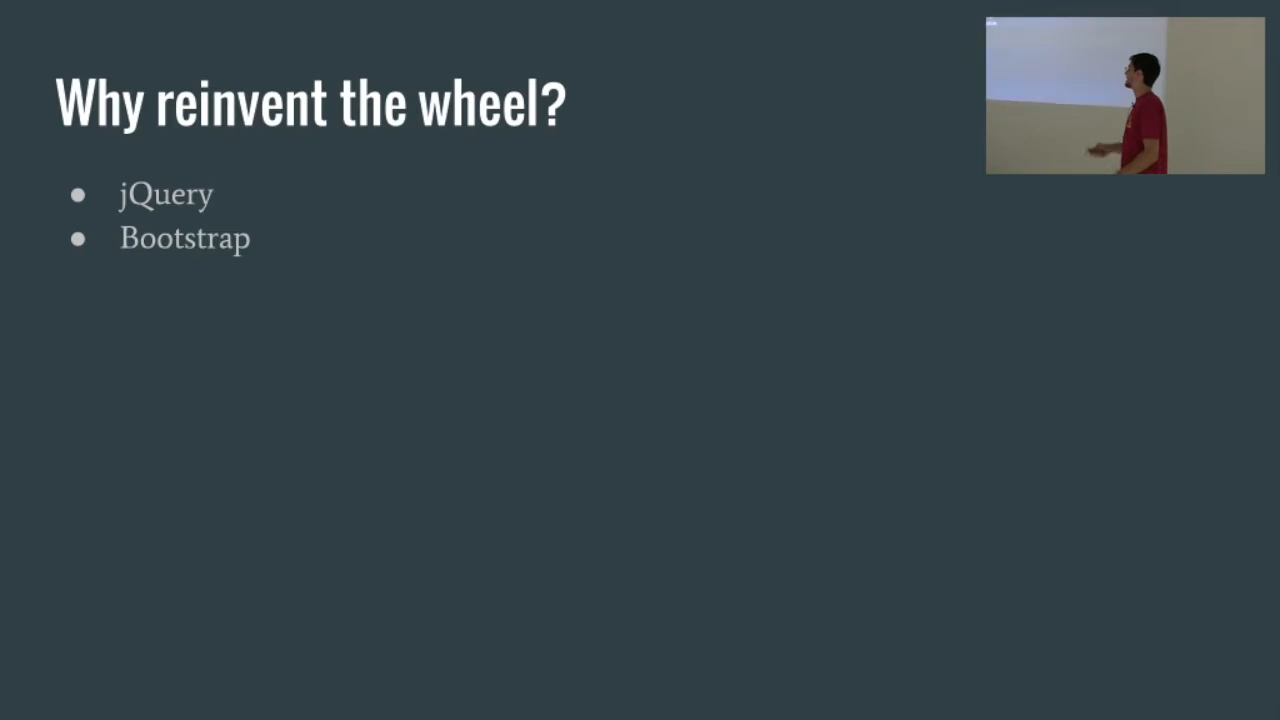 Why reinvent the wheel?
● jQuery
● Bootstrap